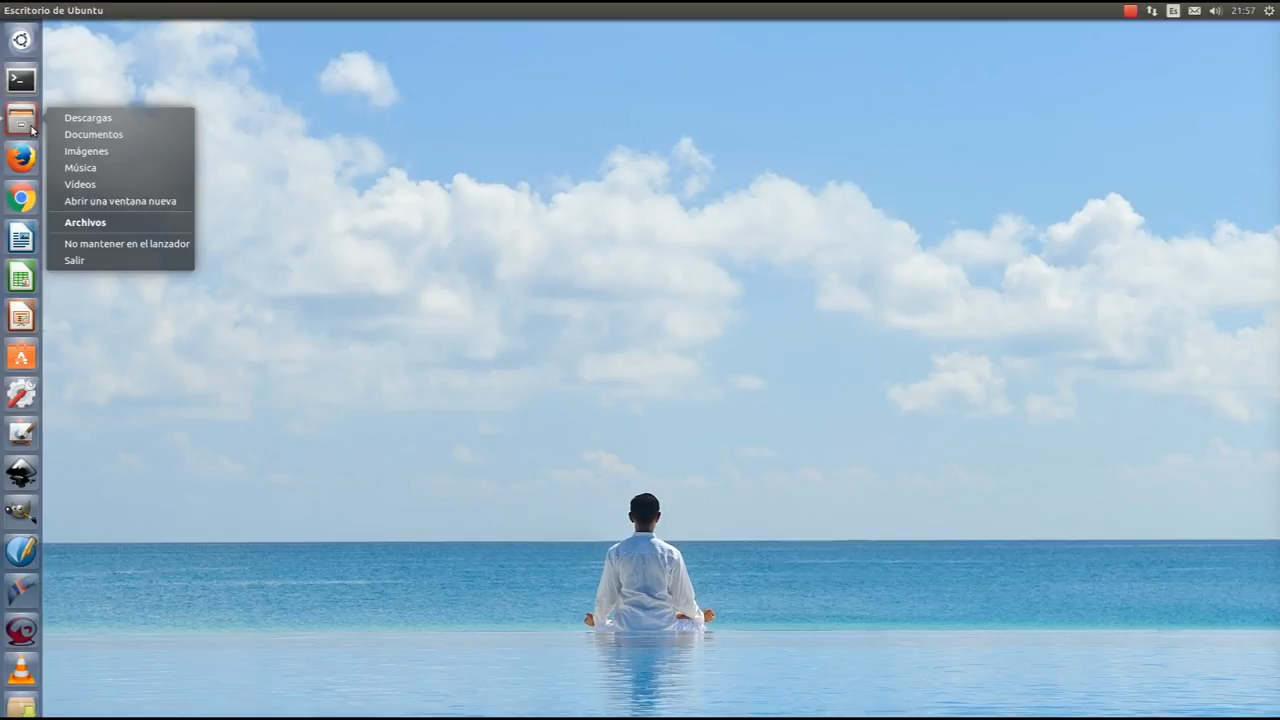 Escritorio de Ubuntu
Es
21:57
Descargas
Documentos
Imágenes
Música
Vídeos
Abrir una ventana nueva
Archivos
No mantener en el lanzador
Salir